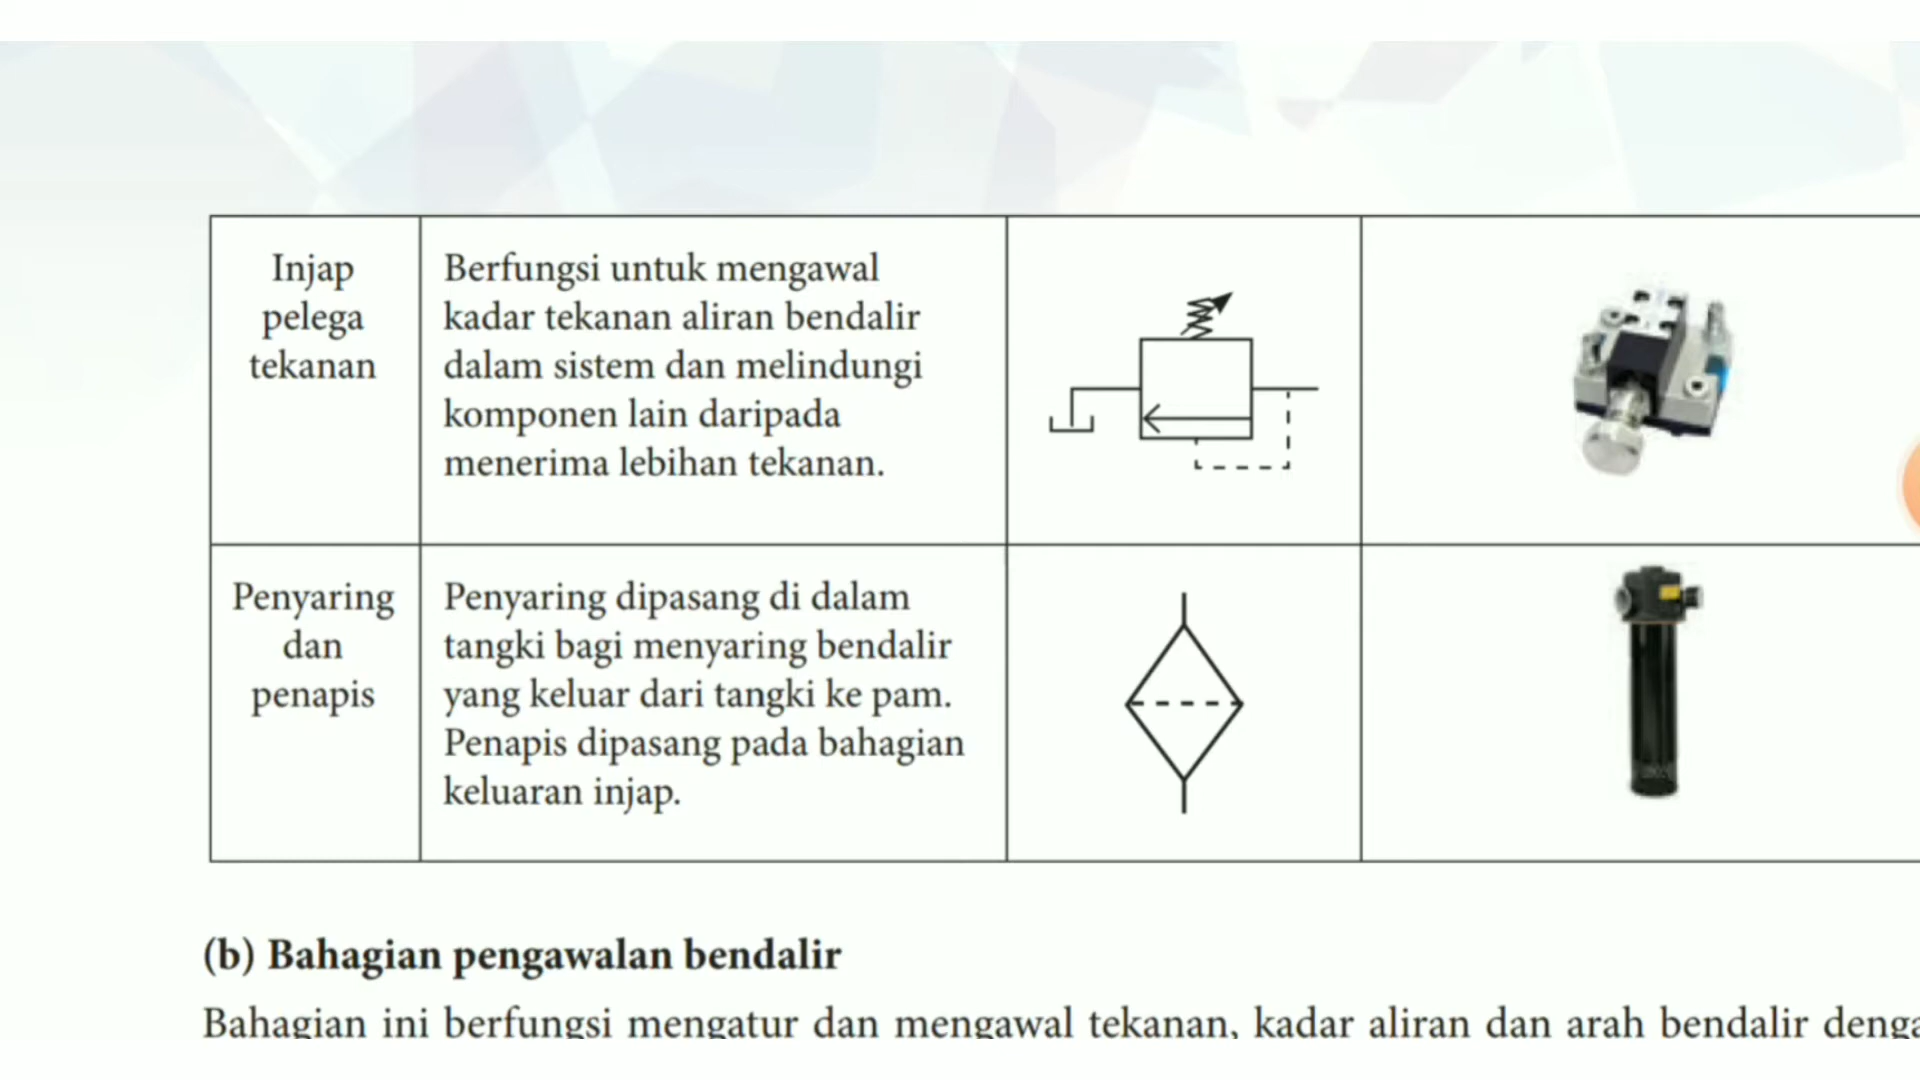 Injap
pelega
tekanan
Berfungsi untuk mengawal
kadar tekanan aliran bendalir
dalam sistem dan melindungi
komponen lain daripada
menerima lebihan tekanan.
Penyaring
dan
penapis
Penyaring dipasang di dalam
tangki bagi menyaring bendalir
yang keluar dari tangki ke pam.
Penapis dipasang pada bahagian
keluaran injap.
(b) Bahagian pengawalan bendalir
Bahagian ini berfungsi mengatur dan mengawal tekanan, kadar aliran dan arah bendalir